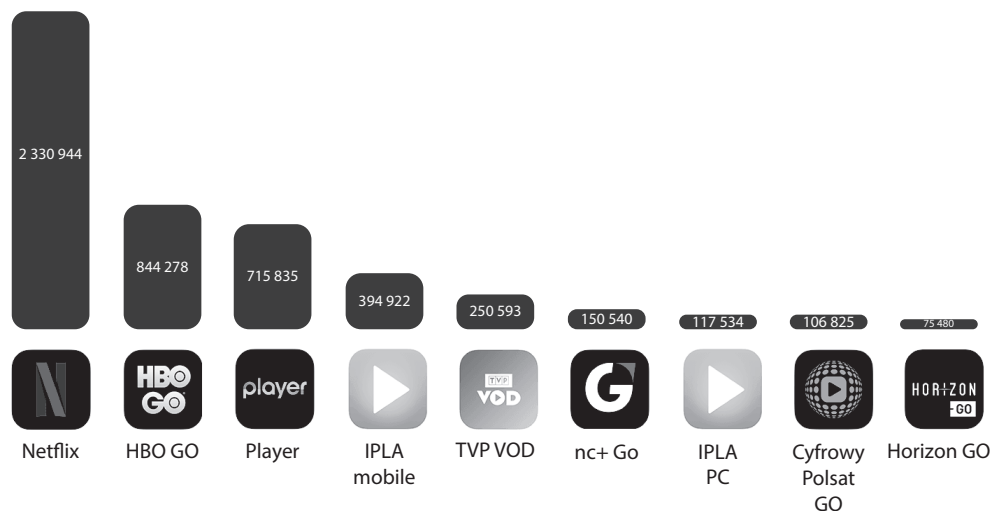 2 330 944
844 278
715 835
394 922
250 593
150 540
117 534
106 825
75 480
N
HBO
GO
player
TVP
VOD
G
HORIZON
GO
Netflix
HBO GO
Player
IPLA
mobile
TVP VOD
nc+ Go
IPLA
PC
Cyfrowy
Polsat
GO
Horizon GO